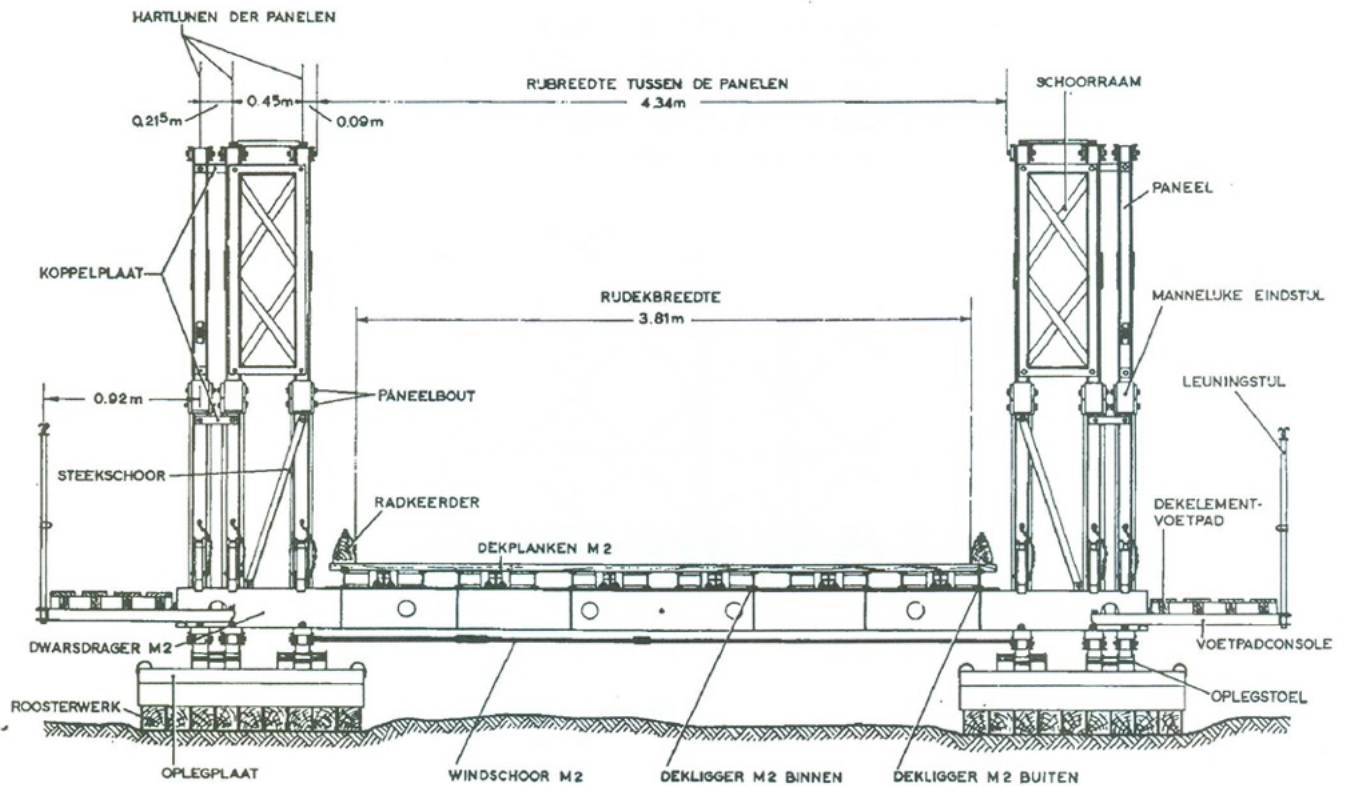 HARTLIJNEN DER PANELEN
RIJBREEDTE TUSSEN DE PANELEN
4.34m
SCHOORRAAM
0.45m
0.21⁵m
0.09m
PANEEL
KOPPELPLAAT
RIJDEKBREEDTE
3.81m
MANNELIJKE EINDSTIJL
LEUNINGSTIJL
0.92m
PANEELBOUT
STEEKSCHOOR
RADKEERDER
DEKELEMENT-
VOETPAD
DEKPLANKEN M2
DWARSDRAGER M2
VOETPADCONSOLE
ROOSTERWERK
OPLEGSTOEL
OPLEGPLAAT
WINDSCHOOR M2
DEKLIGGER M2 BINNEN
DEKLIGGER M2 BUITEN